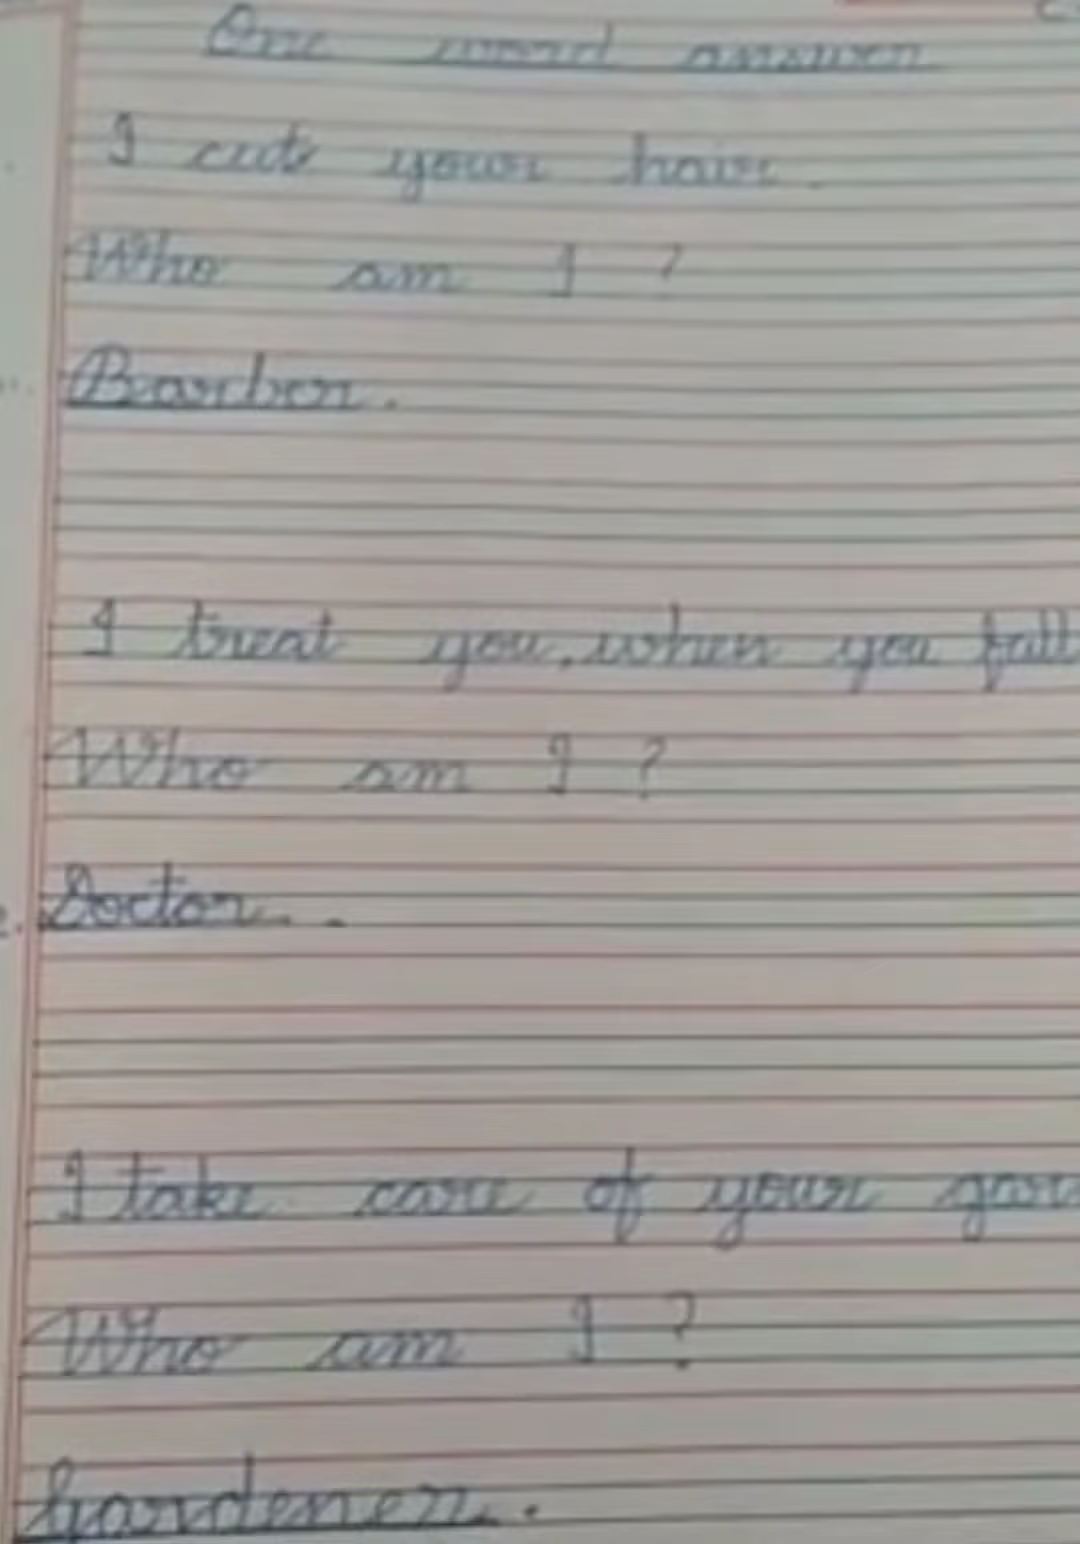 One word answer
I cuts your hair.
Who am I ?
Barber.
I treat you, when you fall
Who am I ?
Doctor.
I take care of your
Who am I ?
Gardener.